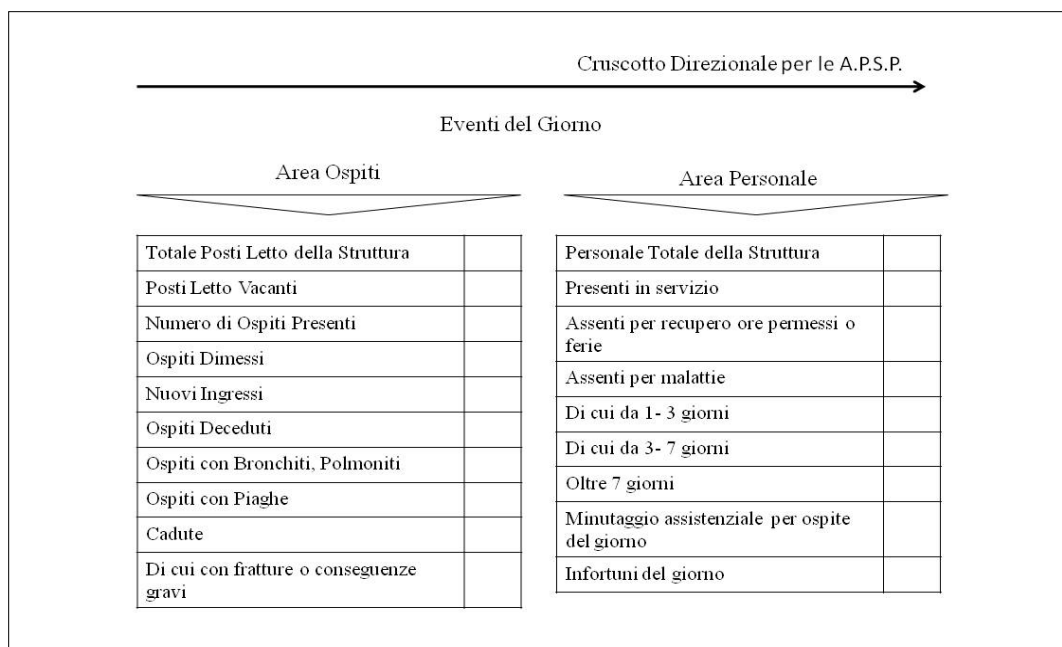 Cruscotto Direzionale per le A.P.S.P.
Eventi del Giorno
Area Ospiti
Totale Posti Letto della Struttura
Posti Letto Vacanti
Numero di Ospiti Presenti
Ospiti Dimessi
Nuovi Ingressi
Ospiti Deceduti
Ospiti con Bronchiti, Polmoniti
Ospiti con Piaghe
Cadute
Di cui con fratture o conseguenze
gravi
Area Personale
Personale Totale della Struttura
Presenti in servizio
Assenti per recupero ore permessi o
ferie
Assenti per malattie
Di cui da 1- 3 giorni
Di cui da 3- 7 giorni
Oltre 7 giorni
Minutaggio assistenziale per ospite
del giorno
Infortuni del giorno